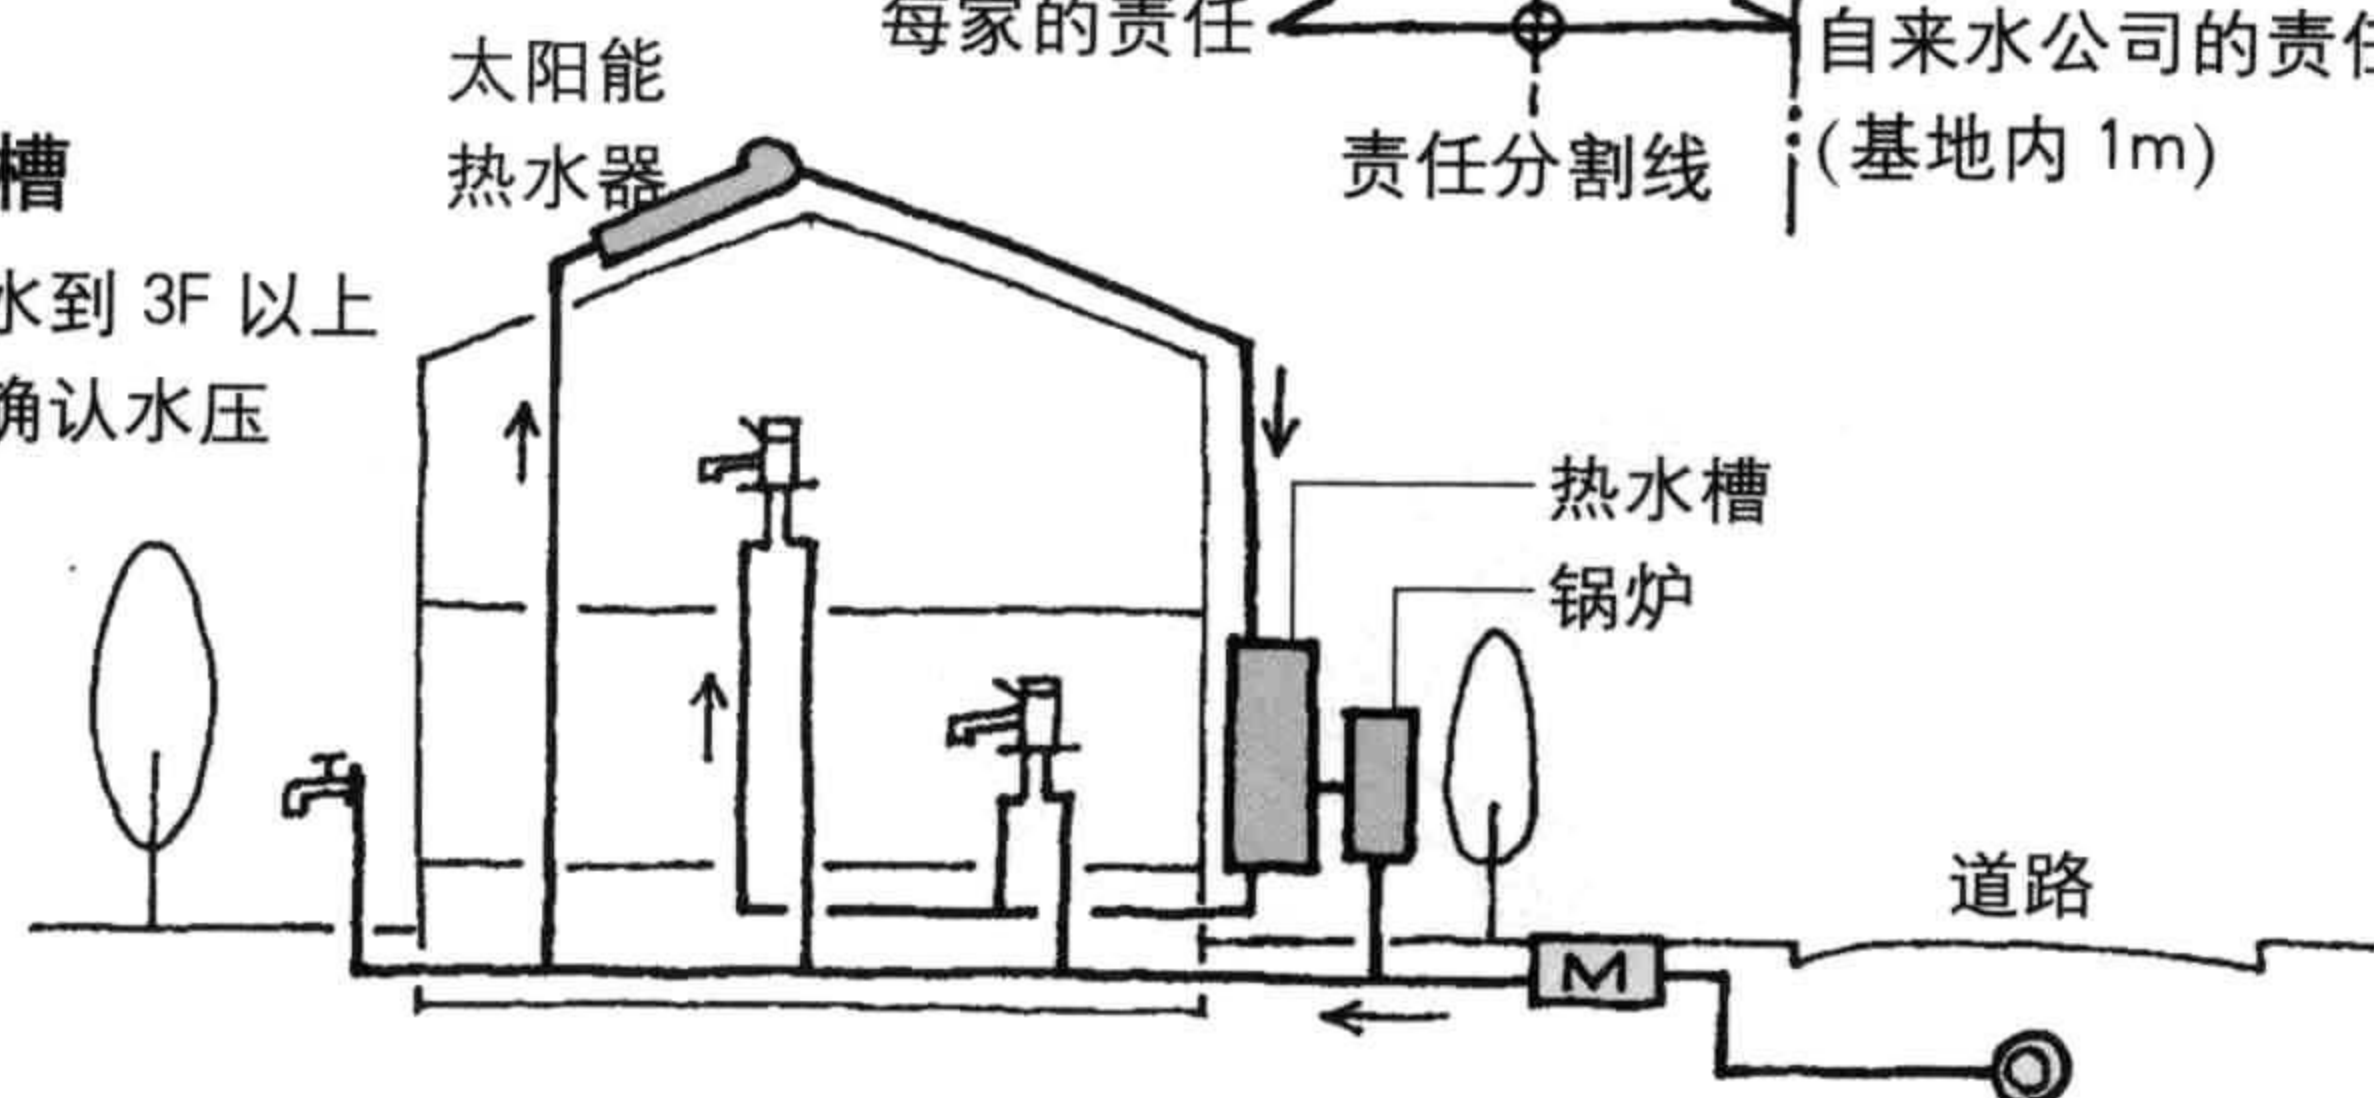 每家的责任
自来水公司的责任
(基地内 1m)
责任分割线
太阳能
热水器
槽
水到 3F 以上
确认水压
热水槽
锅炉
道路
M